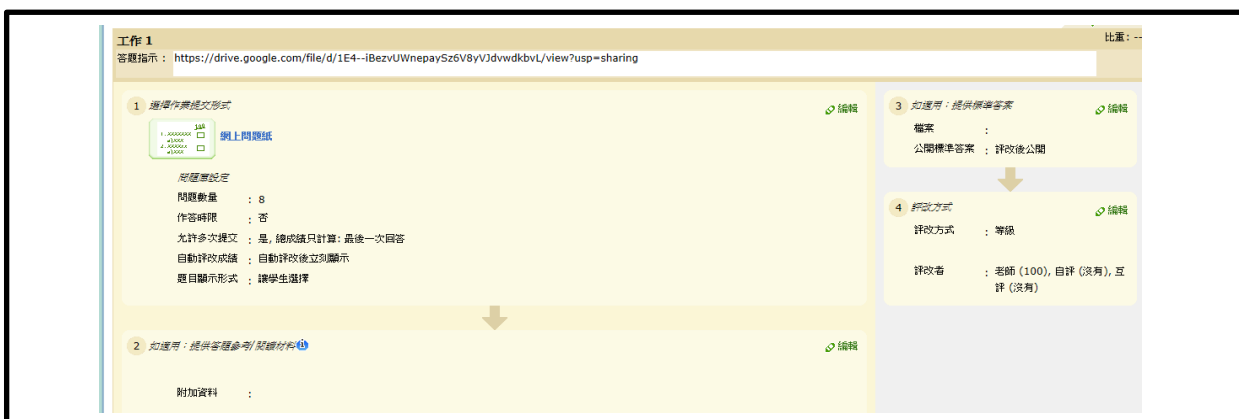 工作 1
比重: --
答題指示 : https://drive.google.com/file/d/1E4--iBezvUWnepaySz6V8yVJdvwdkbvL/view?usp=sharing
1 選擇作業提交形式
編輯
網上問題紙
問題庫設定
問題數量 : 8
作答時限 : 否
允許多次提交 : 是, 總成績只計算: 最後一次回答
自動評改成績 : 自動評改後立刻顯示
題目顯示形式 : 讓學生選擇
2 如適用 : 提供答題參考/閱讀材料
編輯
附加資料 :
3 如適用 : 提供標準答案
編輯
檔案 :
公開標準答案 : 評改後公開
4 評改方式
編輯
評改方式 : 等級
評改者 : 老師 (100), 自評 (沒有), 互
評 (沒有)